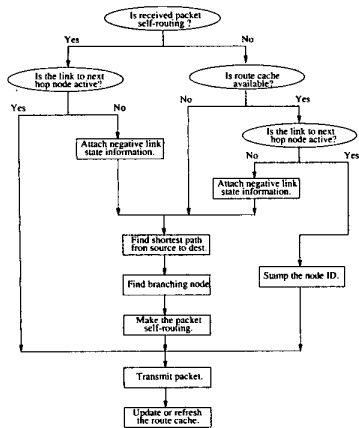 Is received packet
self-routing ?
Yes
No
Is the link to next
hop node active?
Is route cache
available?
Yes
No
No
Yes
Is the link to next
hop node active?
Attach negative link
state information.
No
Yes
Attach negative link
state information.
Find shortest path
from source to dest.
Stamp the node ID.
Find branching node
Make the packet
self-routing.
Transmit packet.
Update or refresh
the route cache.